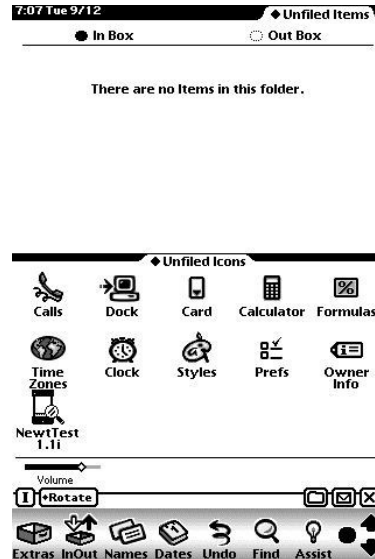 7:07 Tue 9/12 ◆Unfiled Items
In Box Out Box
There are no Items in this folder.
◆Unfiled Icons
Calls Dock Card Calculator Formulas
Time Zones Clock Styles Prefs Owner Info
NewtTest 1.1i
Volume
I ◆Rotate X
Extras InOut Names Dates Undo Find Assist